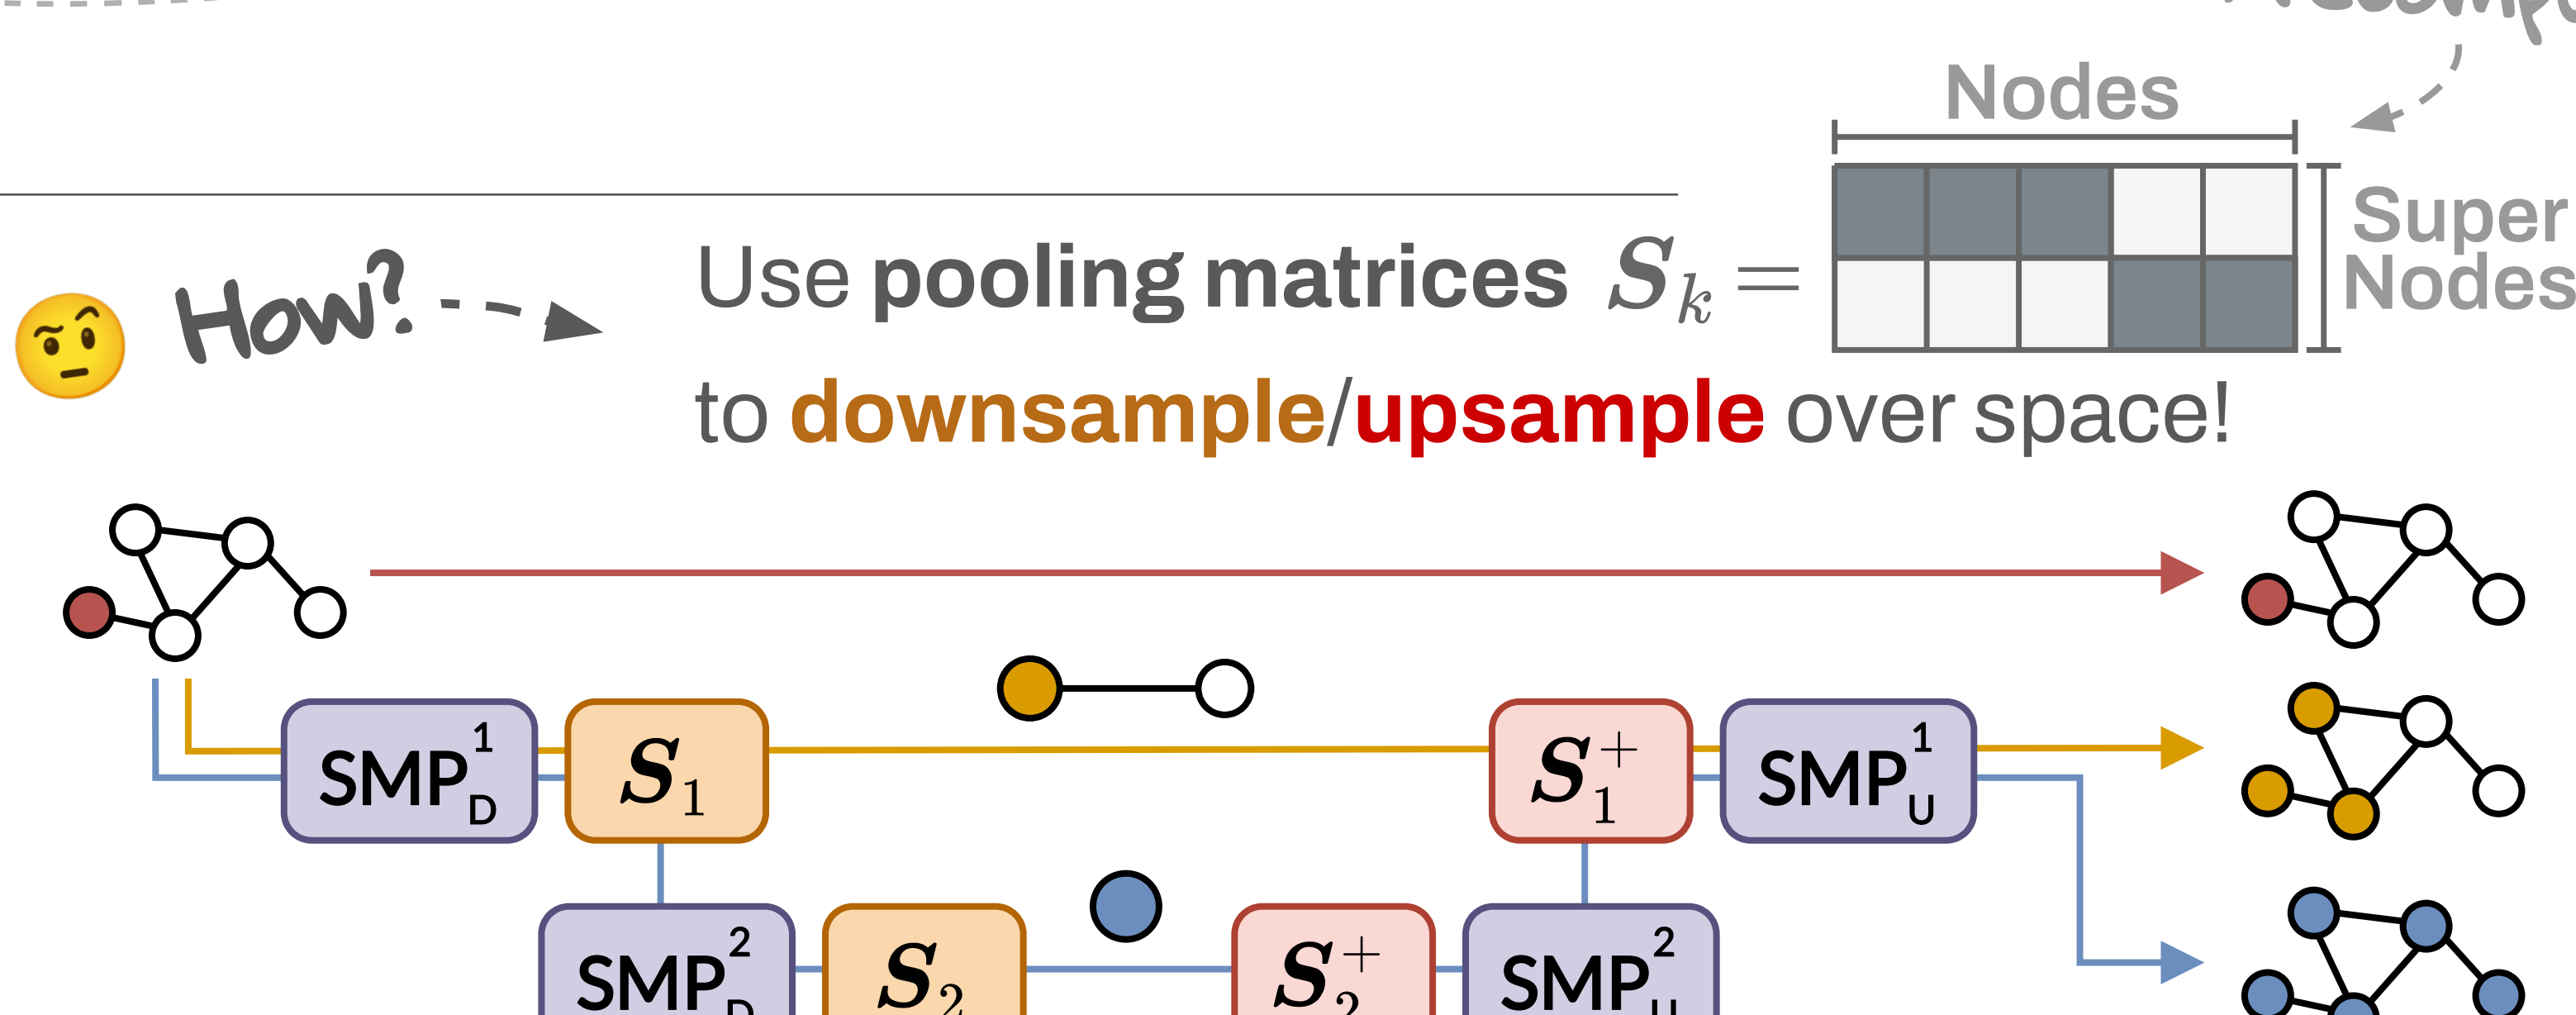 Nodes
Super
Nodes
How?
Use pooling matrices S_k =
to downsample/upsample over space!
SMP_D^1
S_1
S_1^+
SMP_U^1
SMP_D^2
S_2
S_2^+
SMP_U^2